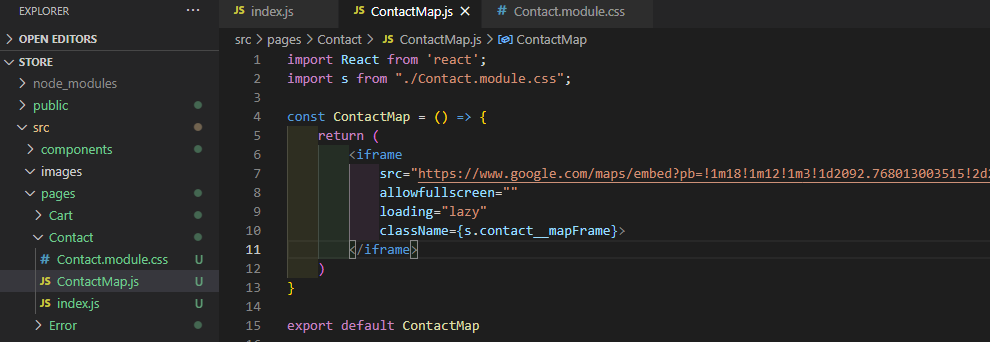 EXPLORER
OPEN EDITORS
STORE
node_modules
public
src
components
images
pages
Cart
Contact
# Contact.module.css U
JS ContactMap.js U
JS index.js U
Error
JS index.js
JS ContactMap.js
# Contact.module.css
src > pages > Contact > JS ContactMap.js > ContactMap
1 import React from 'react';
2 import s from "./Contact.module.css";
3
4 const ContactMap = () => {
5 return (
6 <iframe
7 src="https://www.google.com/maps/embed?pb=!1m18!1m12!1m3!1d2092.768013003515!2d2
8 allowfullscreen=""
9 loading="lazy"
10 className={s.contact__mapFrame}>
11 </iframe>
12 )
13 }
14
15 export default ContactMap